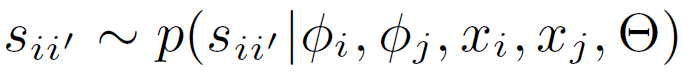 s_{ii'} ∼ p(s_{ii'}|ϕ_i, ϕ_j, x_i, x_j, Θ)